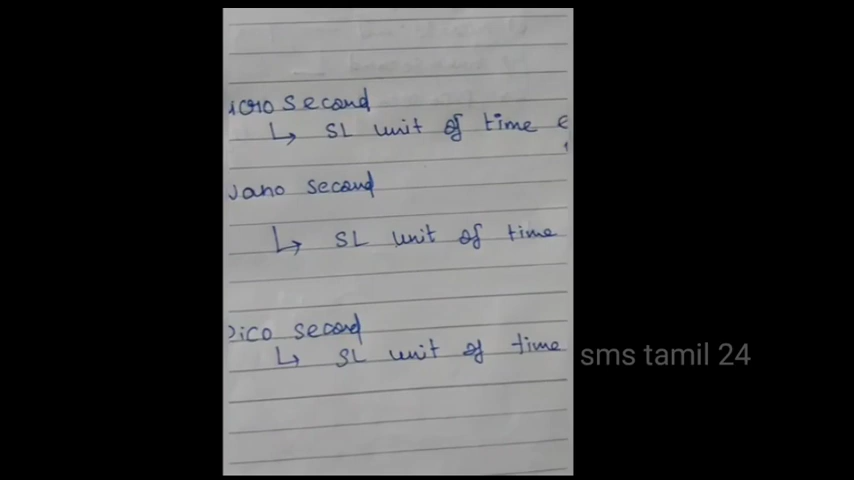 icro second
↳ SL unit of time
ano second
↳ SL unit of time
ico second
↳ SL unit of time
sms tamil 24